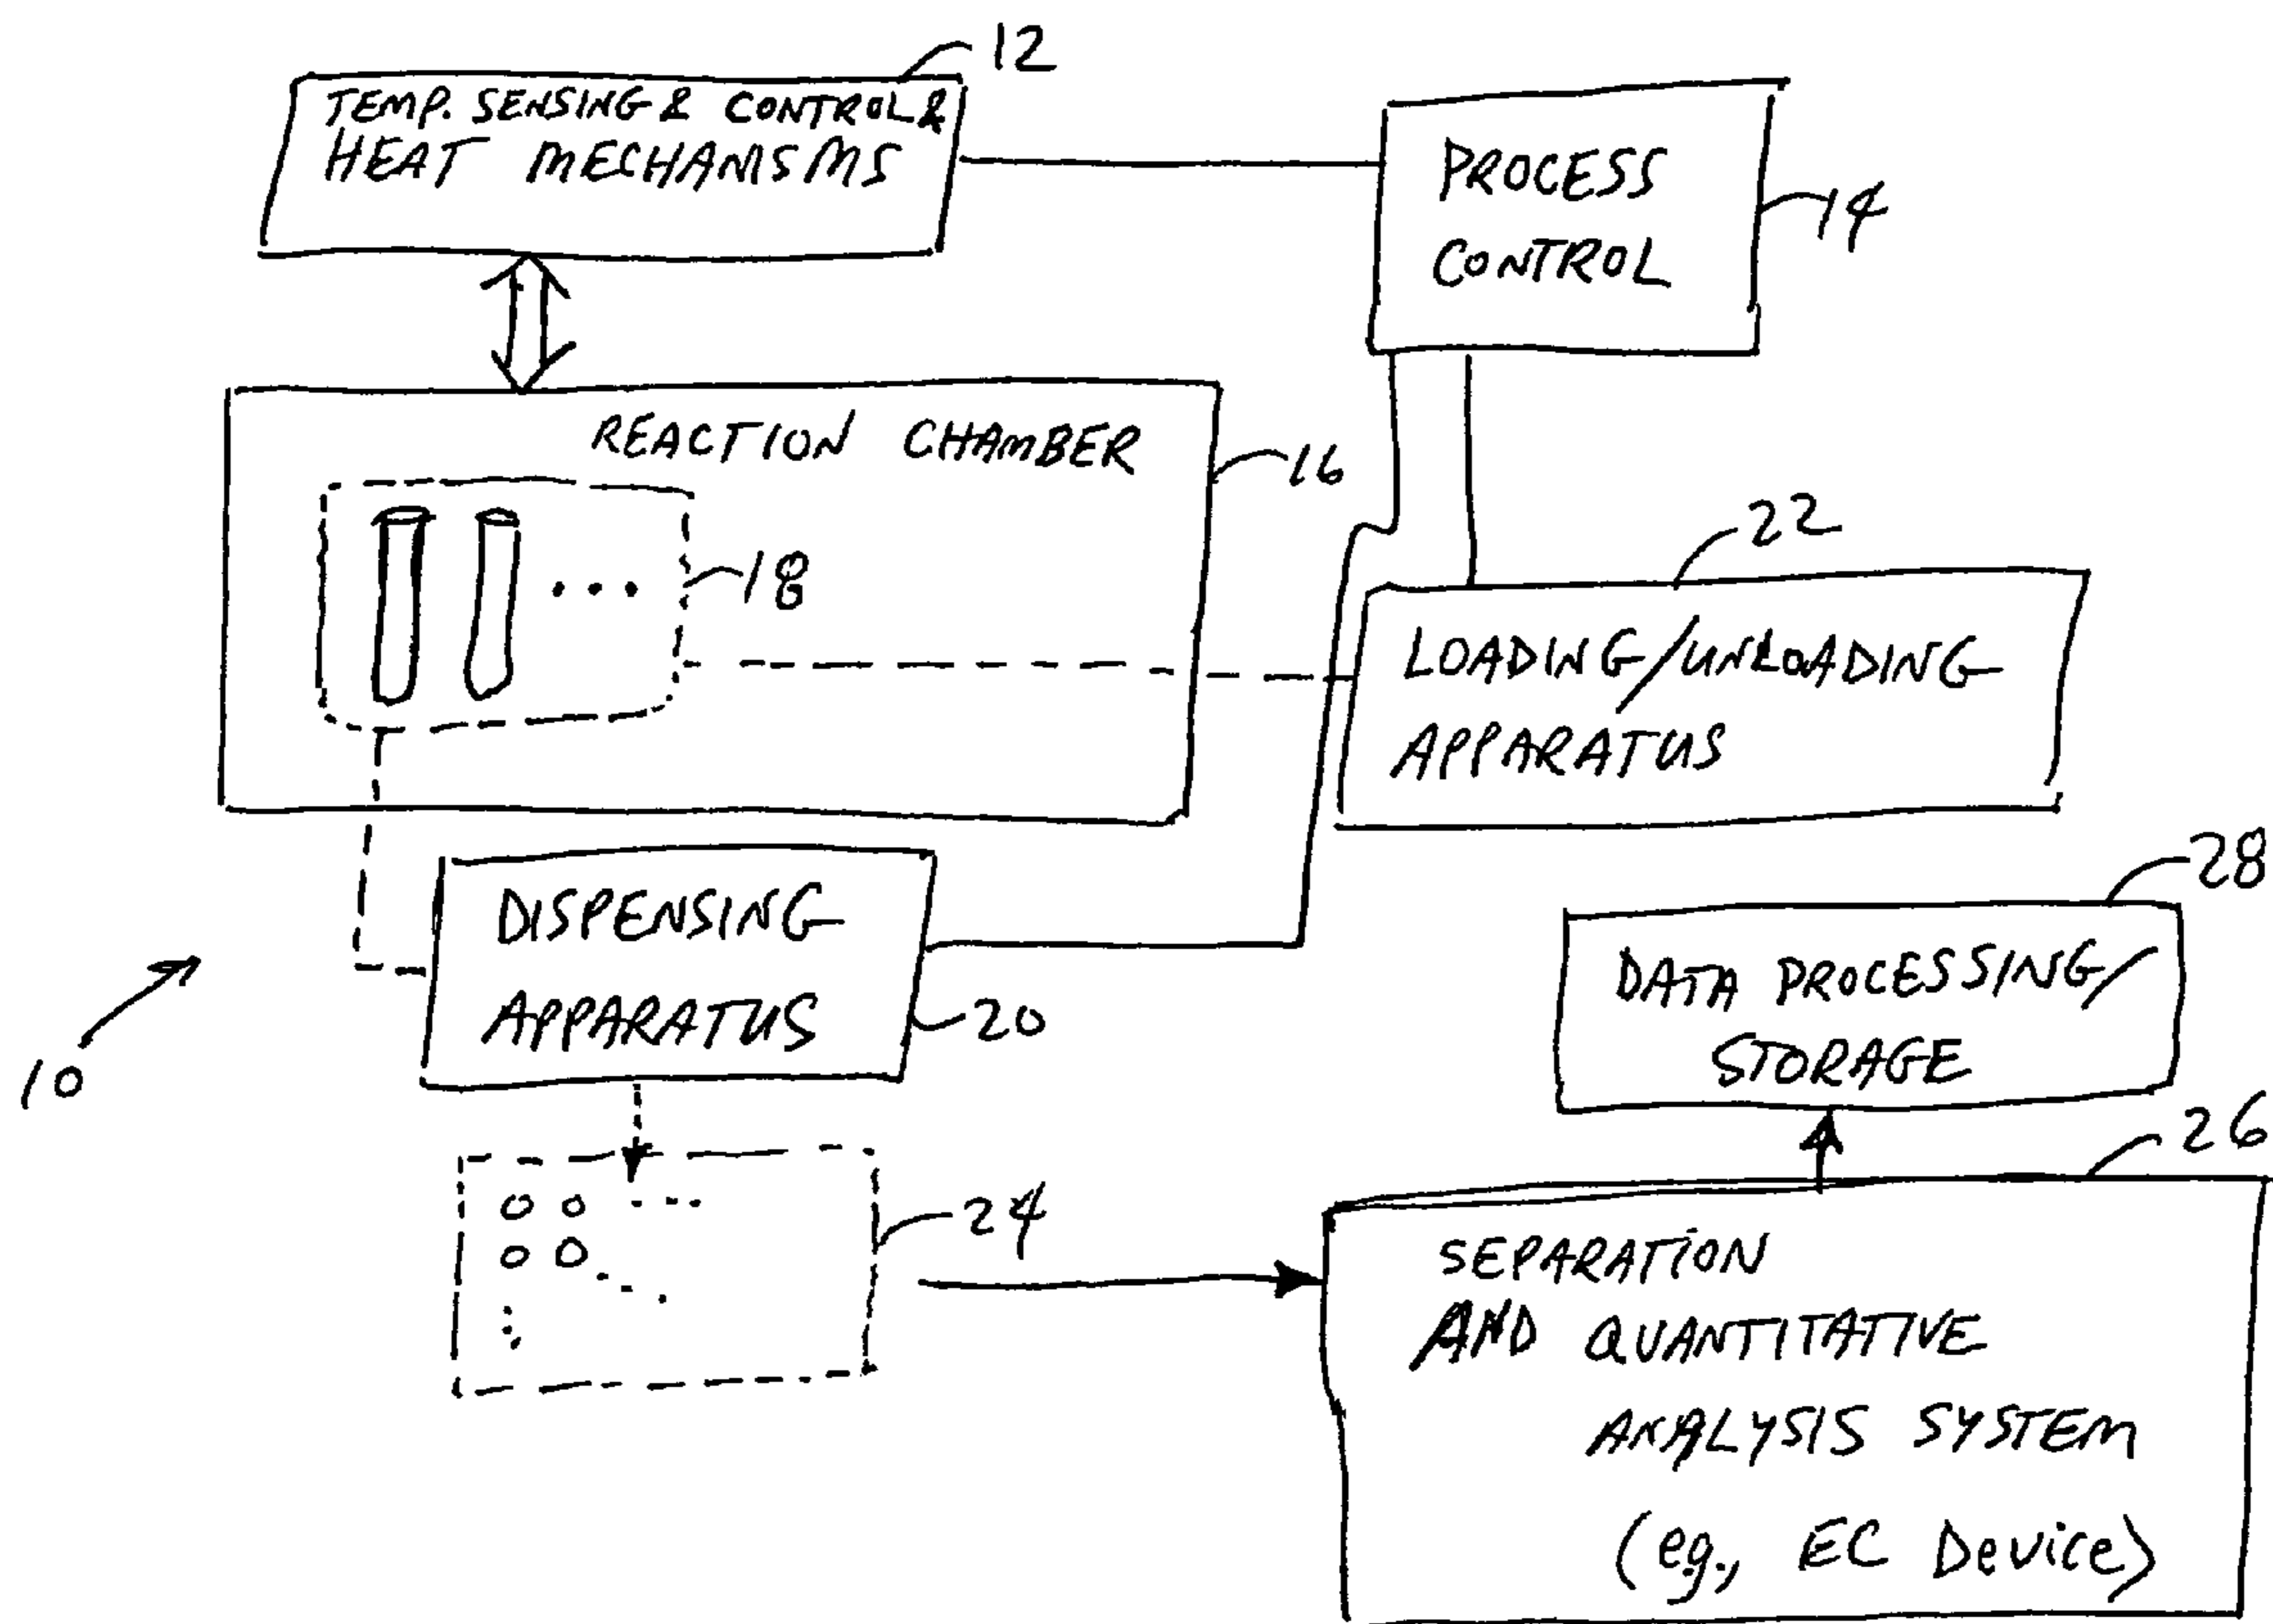 12
TEMP. SENSING & CONTROL &
HEAT MECHANISMS
PROCESS
CONTROL
14
REACTION CHAMBER
16
18
22
LOADING/UNLOADING
APPARATUS
DISPENSING
APPARATUS
20
10
28
DATA PROCESSING/
STORAGE
26
24
SEPARATION
AND QUANTITATIVE
ANALYSIS SYSTEM
(eg., EC Device)